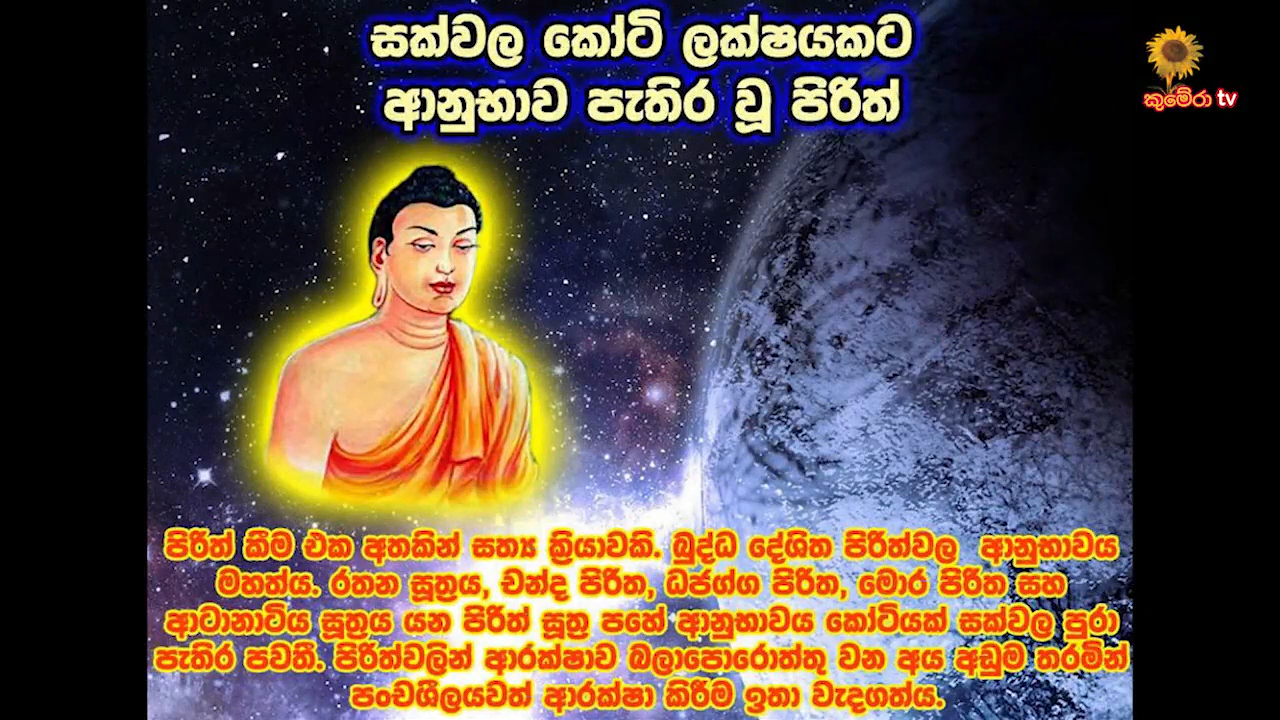 සක්වල කෝටි ලක්ෂයකට
ආනුභාව පැතිර වූ පිරිත්
කුමේරා tv
පිරිත් කීම එක අතකින් සත්‍ය ක්‍රියාවකි. බුද්ධ දේශිත පිරිත්වල ආනුභාවය
මහත්ය. රතන සූත්‍රය, චන්ද පිරිත, ධජග්ග පිරිත, මොර පිරිත සහ
ආටානාටිය සූත්‍රය යන පිරිත් සූත්‍ර පහේ ආනුභාවය කෝටියක් සක්වල පුරා
පැතිර පවතී. පිරිත්වලින් ආරක්ෂාව බලාපොරොත්තු වන අය අඩුම තරමින්
පංචශීලයවත් ආරක්ෂා කිරීම ඉතා වැදගත්ය.